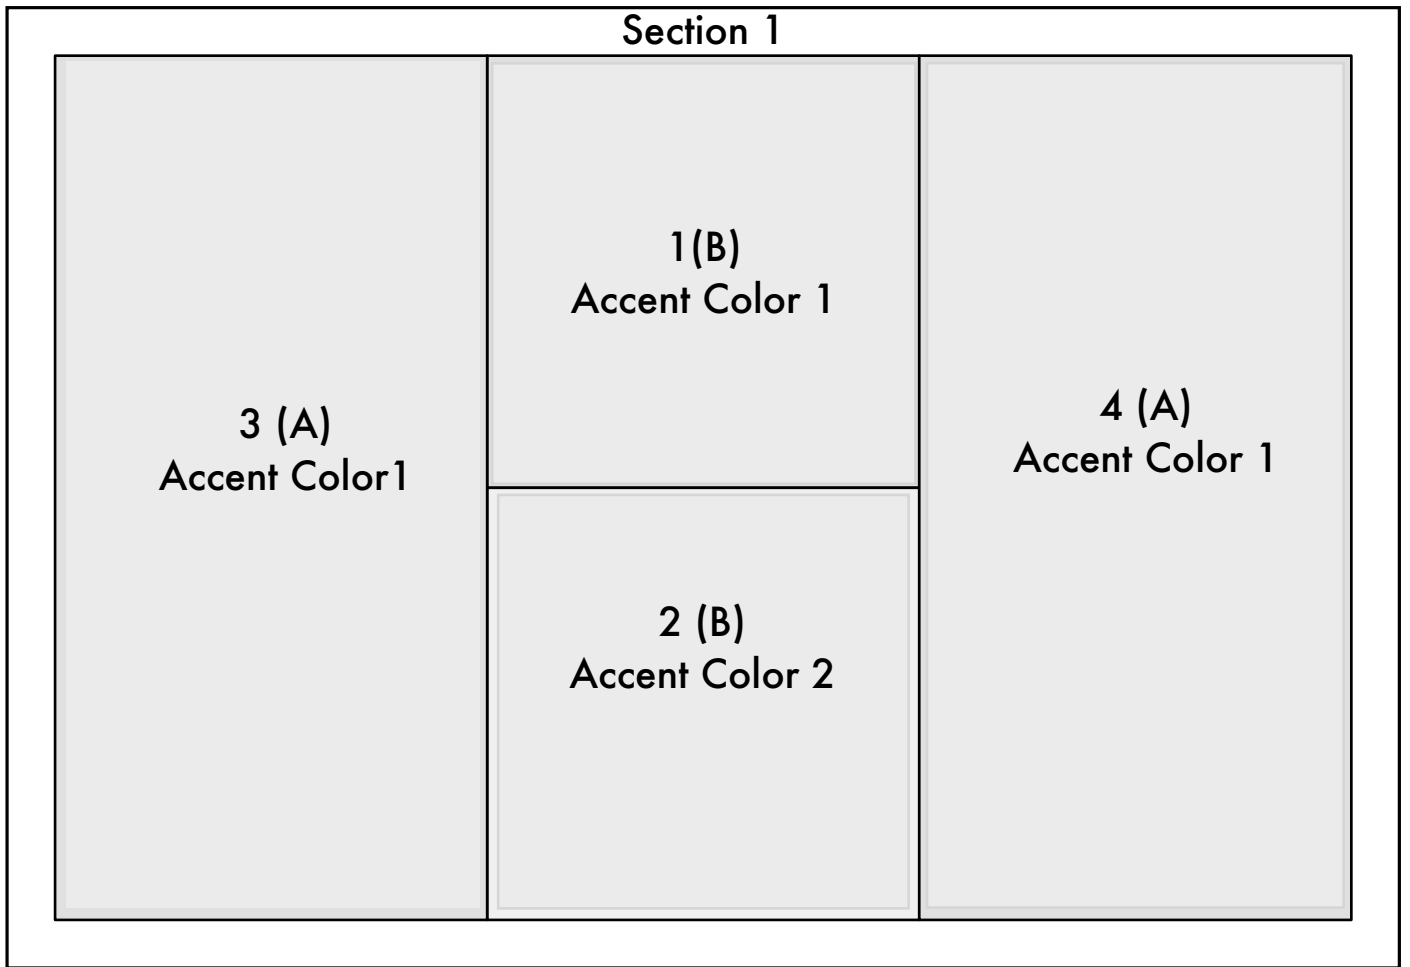 Section 1
3 (A)
Accent Color1
1(B)
Accent Color 1
2 (B)
Accent Color 2
4 (A)
Accent Color 1